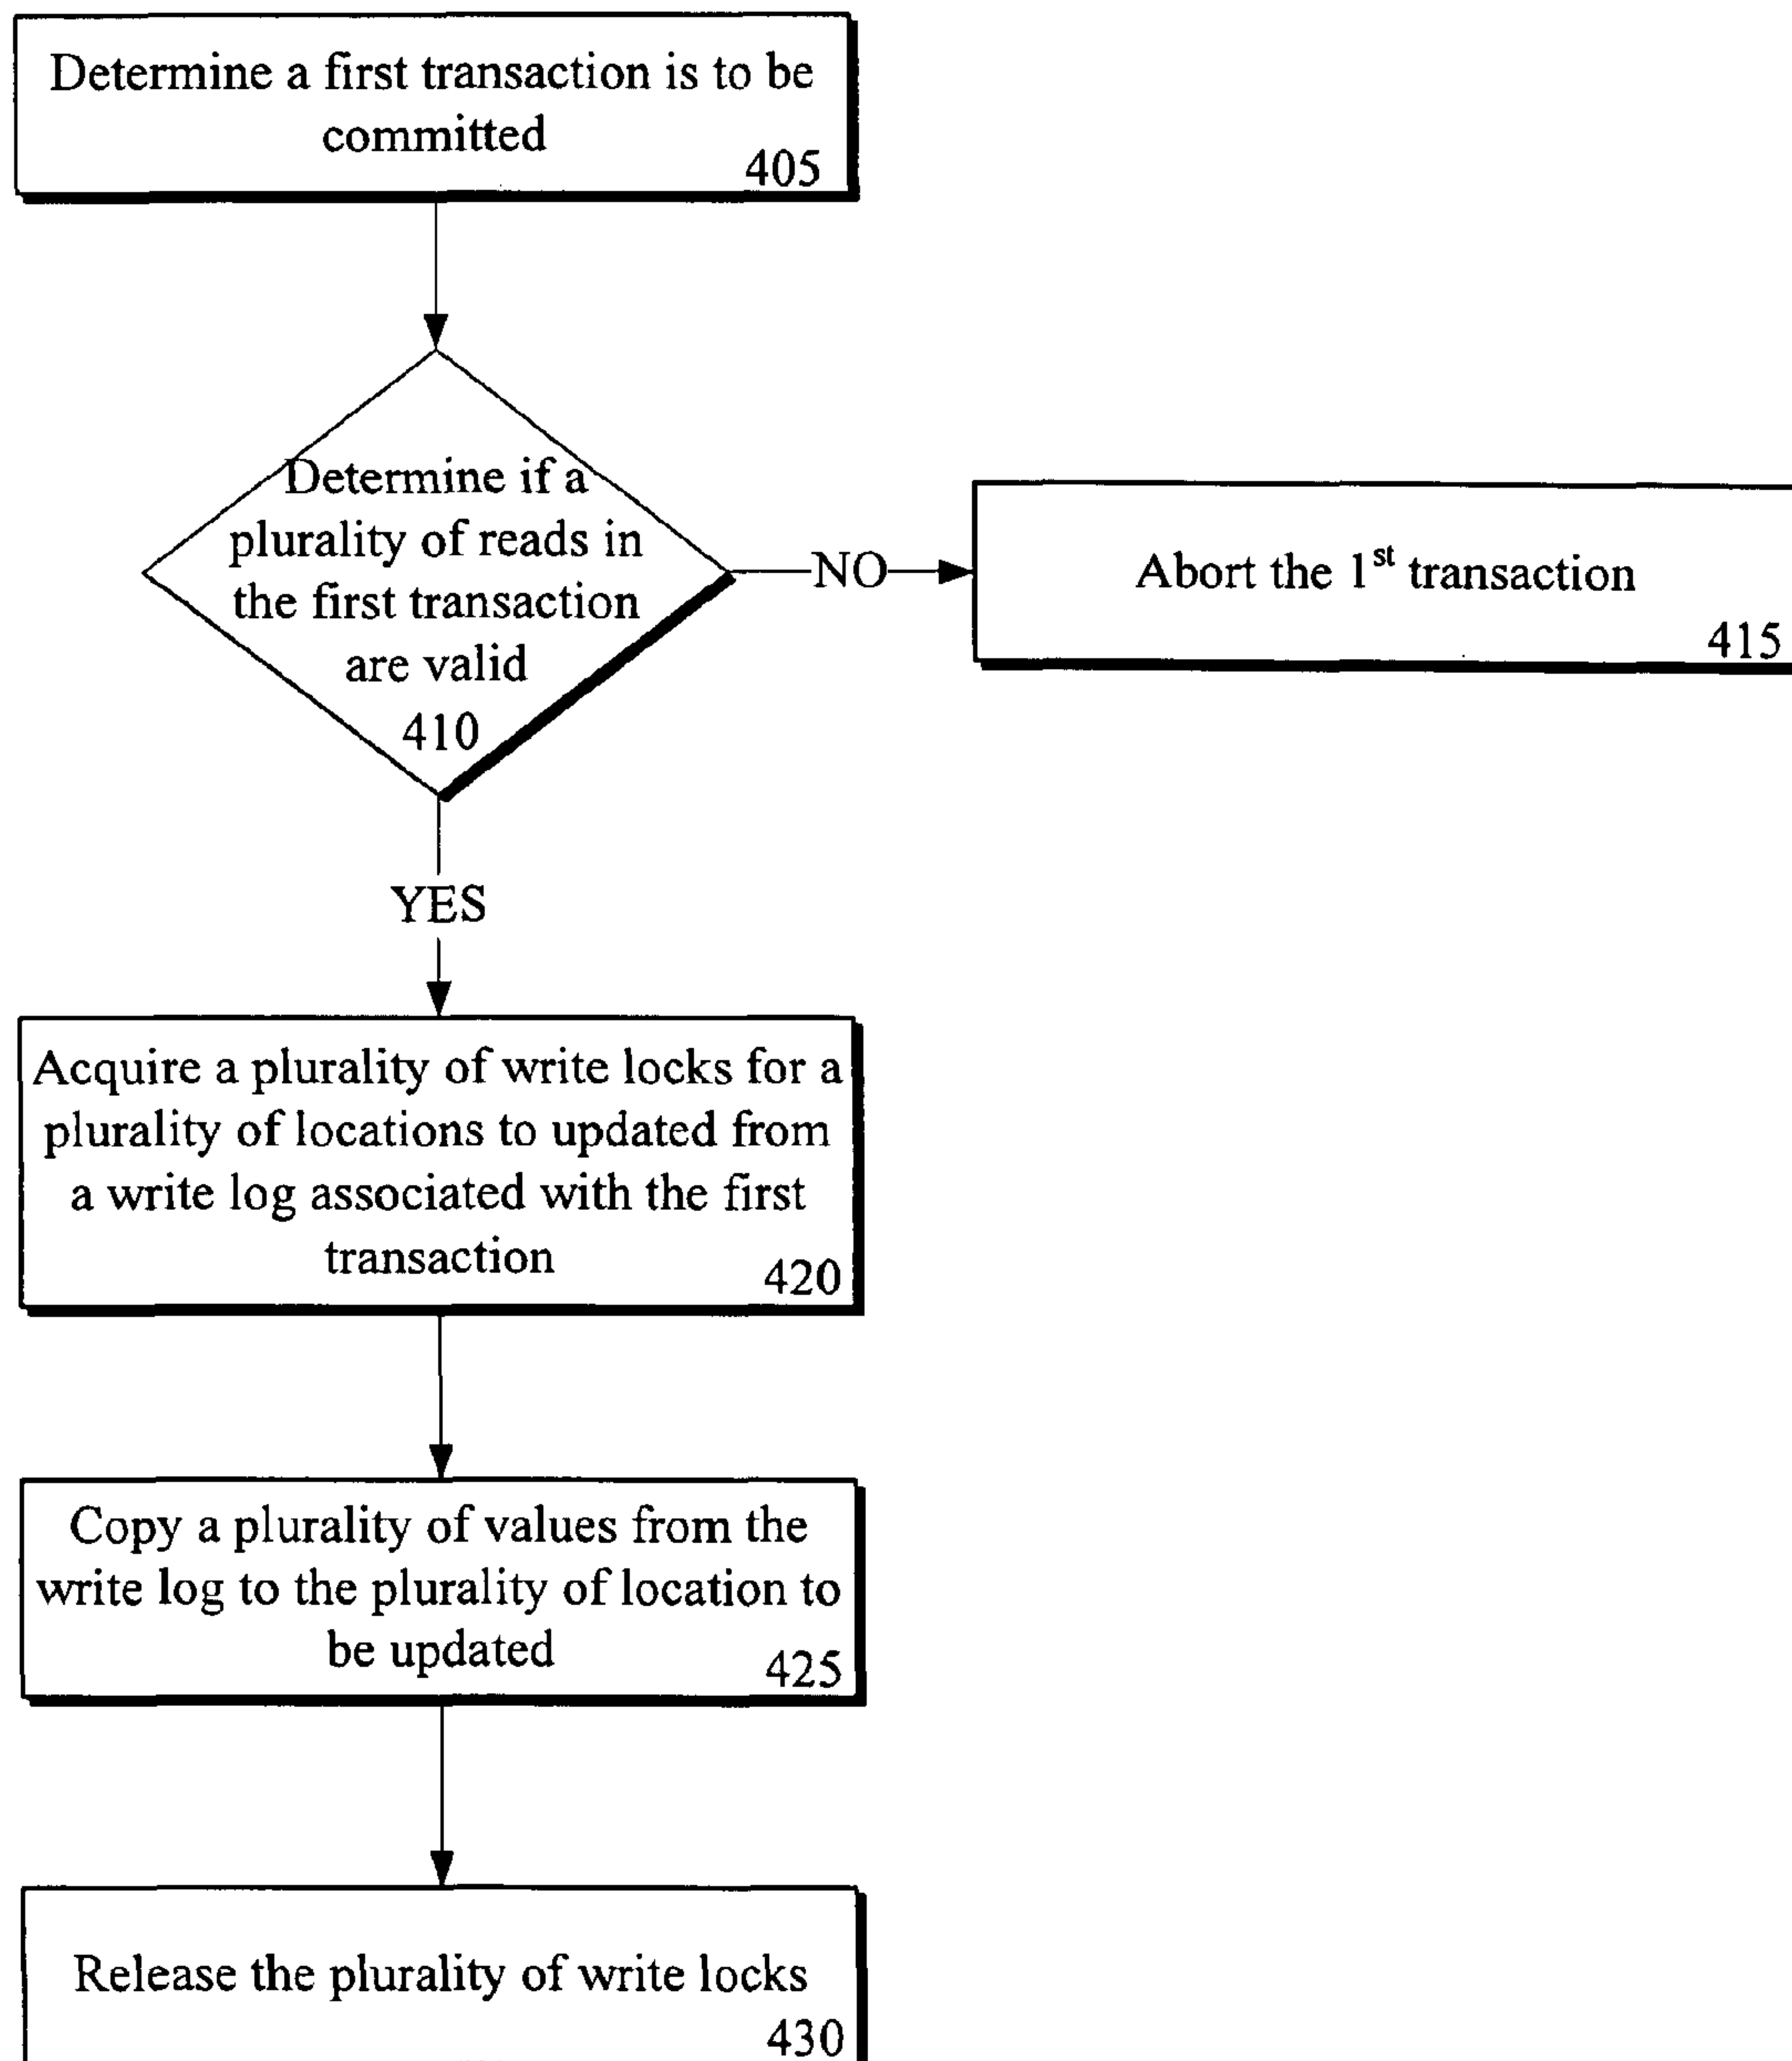 Determine a first transaction is to be
committed
405
Determine if a
plurality of reads in
the first transaction
are valid
410
NO
Abort the 1st transaction
415
YES
Acquire a plurality of write locks for a
plurality of locations to updated from
a write log associated with the first
transaction
420
Copy a plurality of values from the
write log to the plurality of location to
be updated
425
Release the plurality of write locks
430